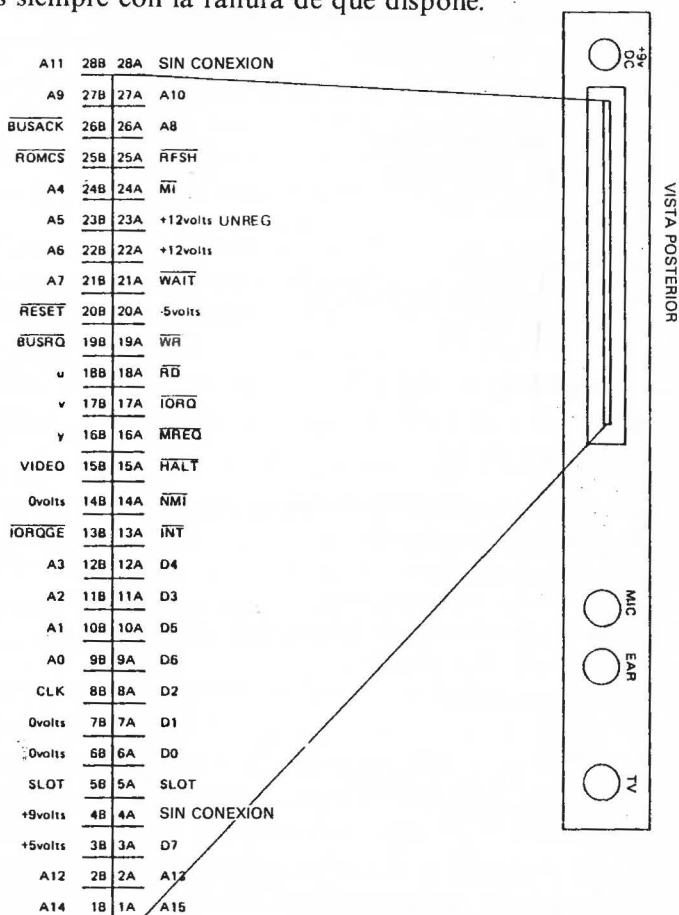 siempre con la ranura de que dispone.
A11 28B 28A SIN CONEXION
A9 27B 27A A10
BUSACK 26B 26A A8
ROMCS 25B 25A RFSH
A4 24B 24A M1
A5 23B 23A +12volts UNREG
A6 22B 22A +12volts
A7 21B 21A WAIT
RESET 20B 20A -5volts
BUSRQ 19B 19A WR
u 18B 18A RD
v 17B 17A IORQ
y 16B 16A MREQ
VIDEO 15B 15A HALT
0volts 14B 14A NMI
IORQGE 13B 13A INT
A3 12B 12A D4
A2 11B 11A D3
A1 10B 10A D5
A0 9B 9A D6
CLK 8B 8A D2
0volts 7B 7A D1
0volts 6B 6A D0
SLOT 5B 5A SLOT
+9volts 4B 4A SIN CONEXION
+5volts 3B 3A D7
A12 2B 2A A13
A14 1B 1A A15
+9v
DC
MIC
EAR
TV
VISTA POSTERIOR